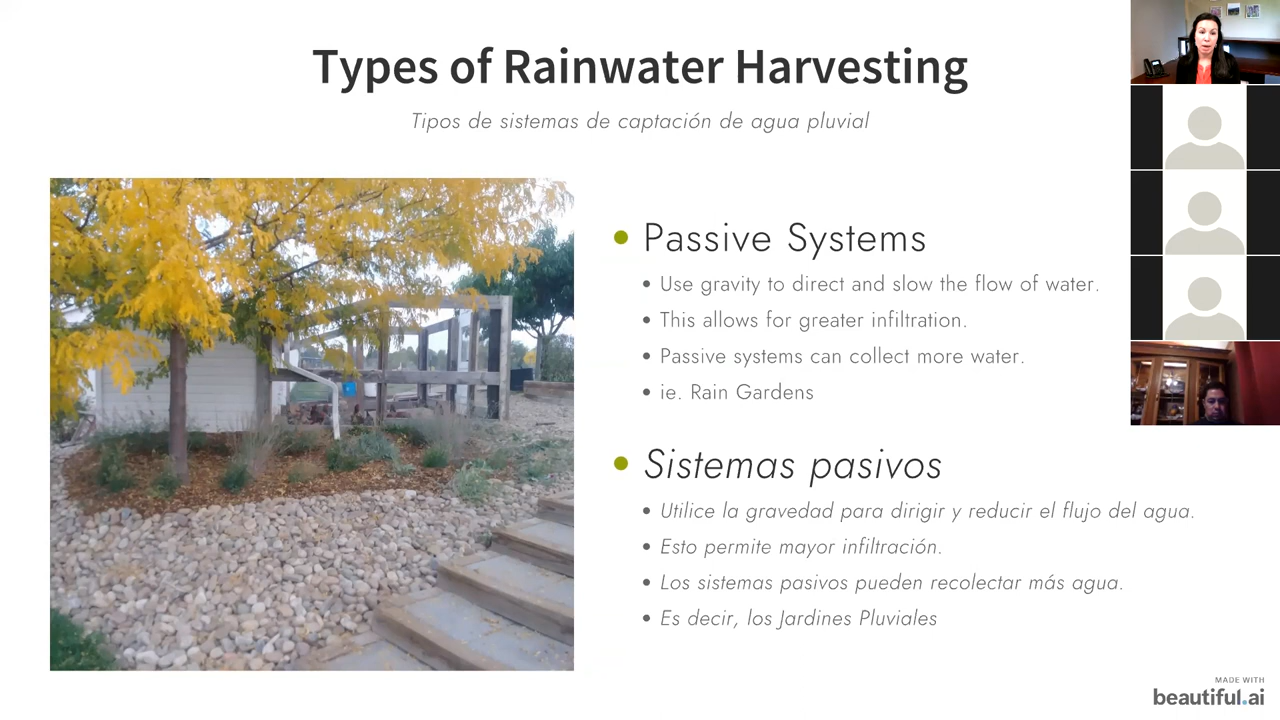 Types of Rainwater Harvesting
Tipos de sistemas de captación de agua pluvial
Passive Systems
Use gravity to direct and slow the flow of water.
This allows for greater infiltration.
Passive systems can collect more water.
ie. Rain Gardens
Sistemas pasivos
Utilice la gravedad para dirigir y reducir el flujo del agua.
Esto permite mayor infiltración.
Los sistemas pasivos pueden recolectar más agua.
Es decir, los Jardines Pluviales
MADE WITH
beautiful.ai